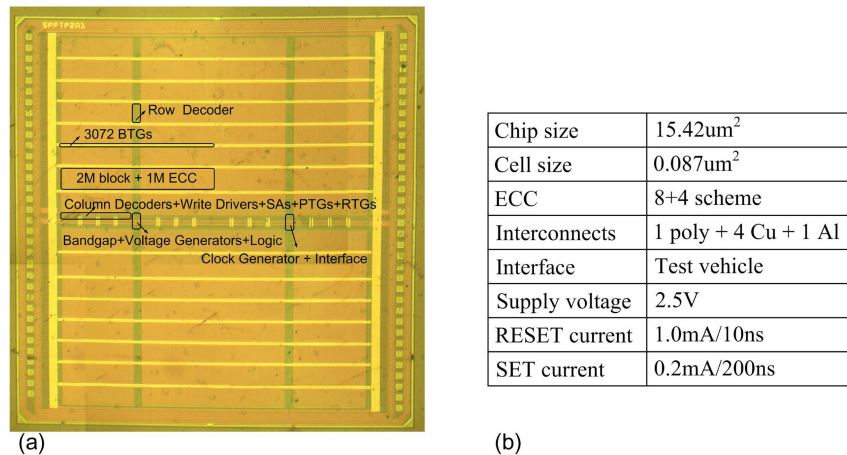 SPFTP2A1
Row Decoder
3072 BTGs
2M block + 1M ECC
Column Decoders+Write Drivers+SAs+PTGs+RTGs
Bandgap+Voltage Generators+Logic
Clock Generator + Interface
(a)
Chip size 15.42um²
Cell size 0.087um²
ECC 8+4 scheme
Interconnects 1 poly + 4 Cu + 1 Al
Interface Test vehicle
Supply voltage 2.5V
RESET current 1.0mA/10ns
SET current 0.2mA/200ns
(b)